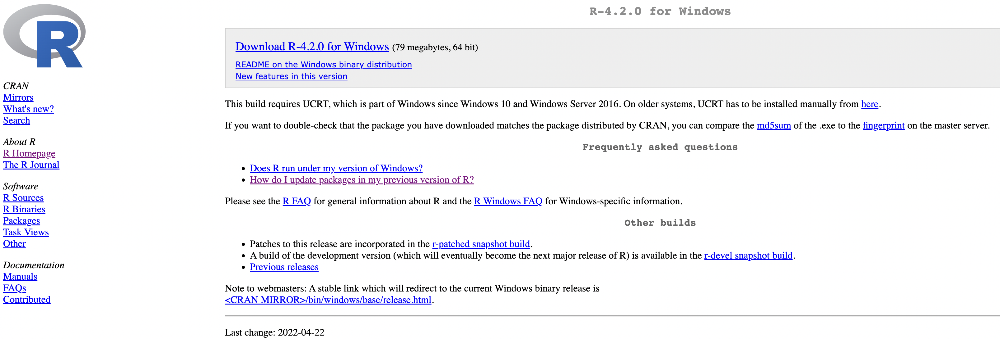 R
CRAN
Mirrors
What's new?
Search
About R
R Homepage
The R Journal
Software
R Sources
R Binaries
Packages
Task Views
Other
Documentation
Manuals
FAQs
Contributed
R-4.2.0 for Windows
Download R-4.2.0 for Windows (79 megabytes, 64 bit)
README on the Windows binary distribution
New features in this version
This build requires UCRT, which is part of Windows since Windows 10 and Windows Server 2016. On older systems, UCRT has to be installed manually from here.
If you want to double-check that the package you have downloaded matches the package distributed by CRAN, you can compare the md5sum of the .exe to the fingerprint on the master server.
Frequently asked questions
• Does R run under my version of Windows?
• How do I update packages in my previous version of R?
Please see the R FAQ for general information about R and the R Windows FAQ for Windows-specific information.
Other builds
• Patches to this release are incorporated in the r-patched snapshot build.
• A build of the development version (which will eventually become the next major release of R) is available in the r-devel snapshot build.
• Previous releases
Note to webmasters: A stable link which will redirect to the current Windows binary release is
<CRAN MIRROR>/bin/windows/base/release.html.
Last change: 2022-04-22